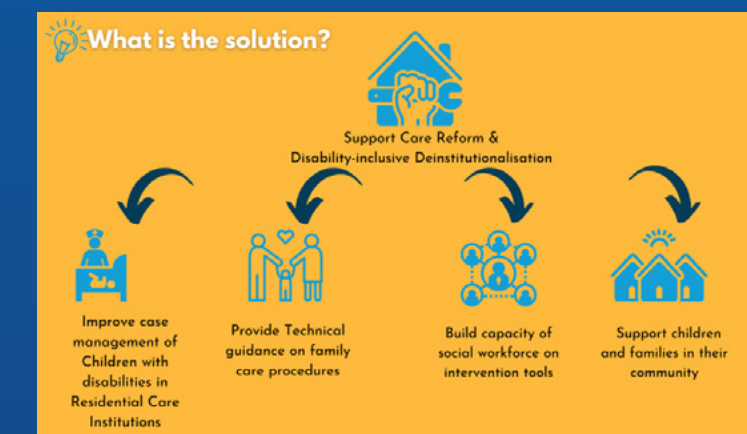 What is the solution?
Support Care Reform &
Disability-inclusive Deinstitutionalisation
Improve case
management of
Children with
disabilities in
Residential Care
Institutions
Provide Technical
guidance on family
care procedures
Build capacity of
social workforce on
intervention tools
Support children
and families in their
community